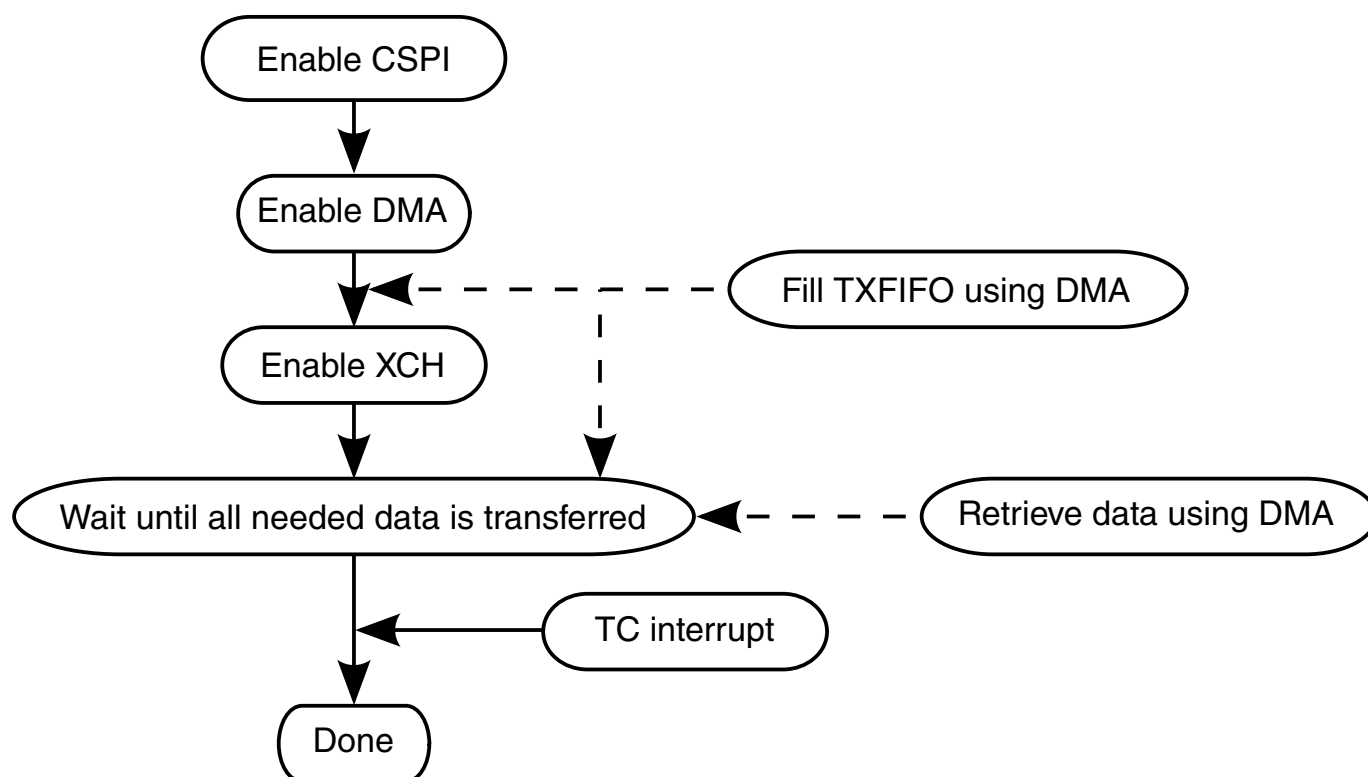 Enable CSPI
Enable DMA
Fill TXFIFO using DMA
Enable XCH
Wait until all needed data is transferred
Retrieve data using DMA
TC interrupt
Done